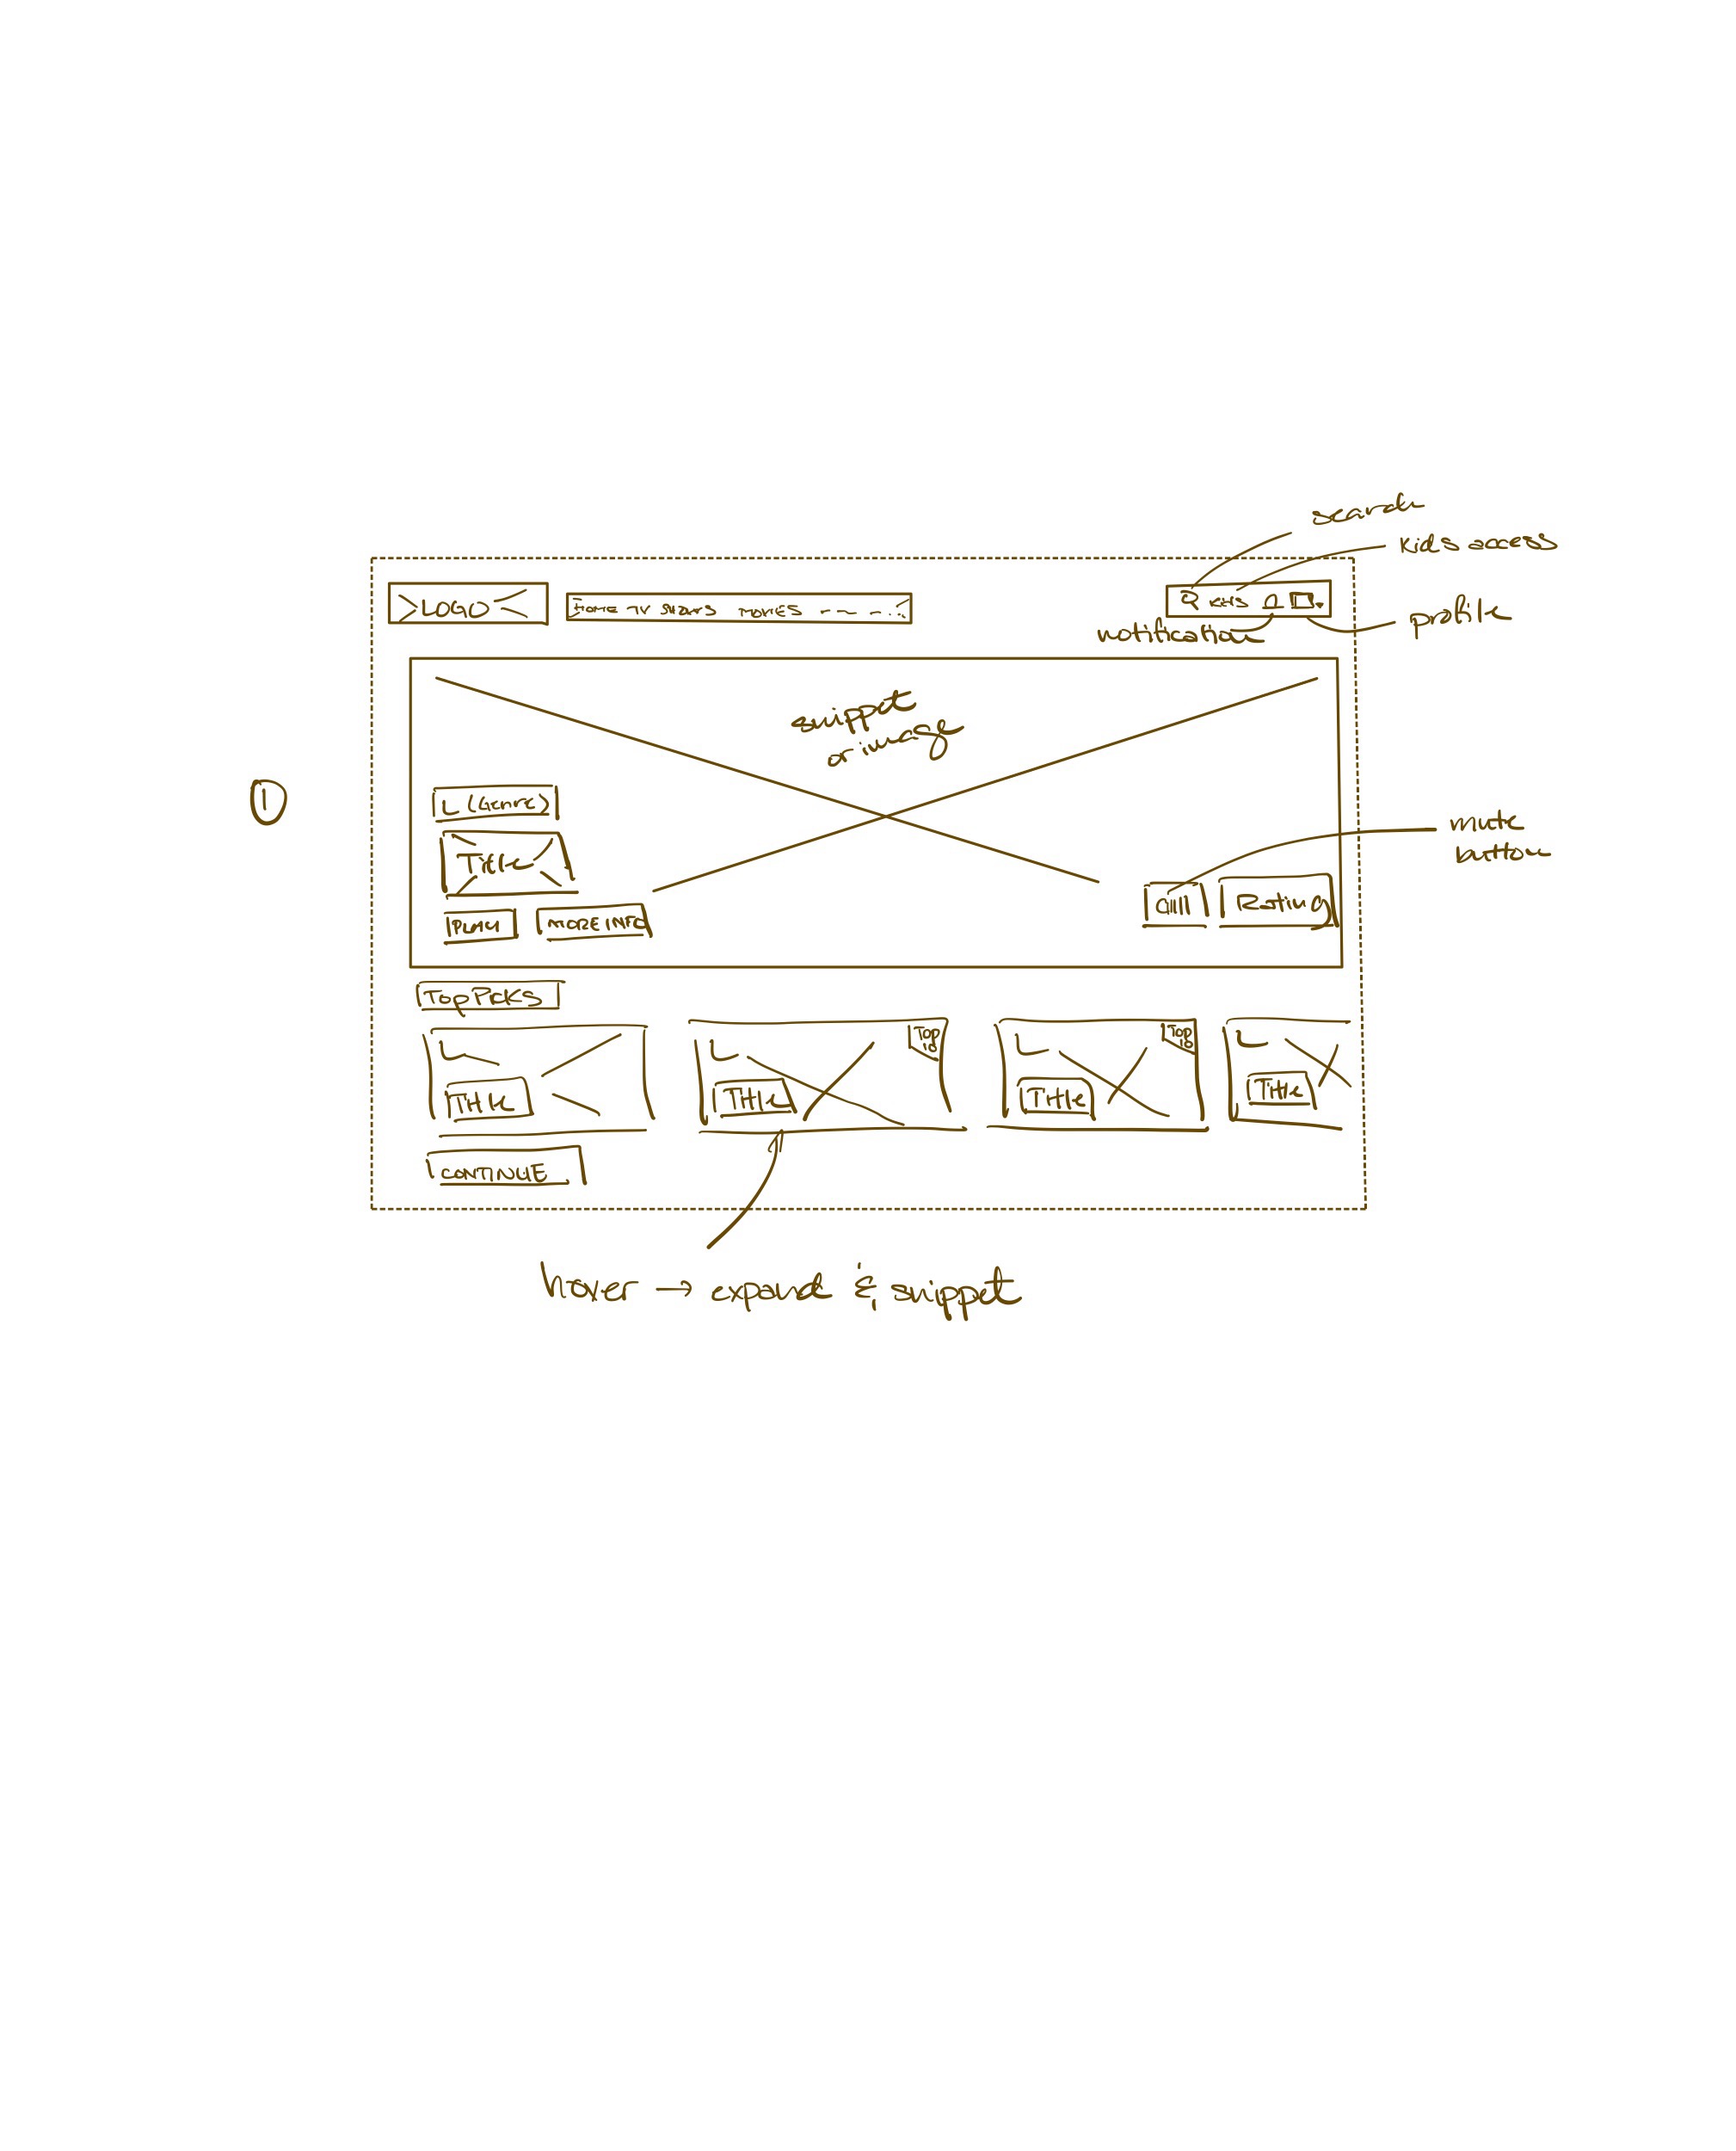 search
kids access
LOGO
HOME TV SHOWS MOVIES
kids
notification
profile
snippet
or image
1
L (Genre)
Title
PLAY
MORE INFO
mute
button
Rating
Top Picks
Title
Top
10
Title
Top
10
Title
Title
CONTINUE
hover → expand & snippet